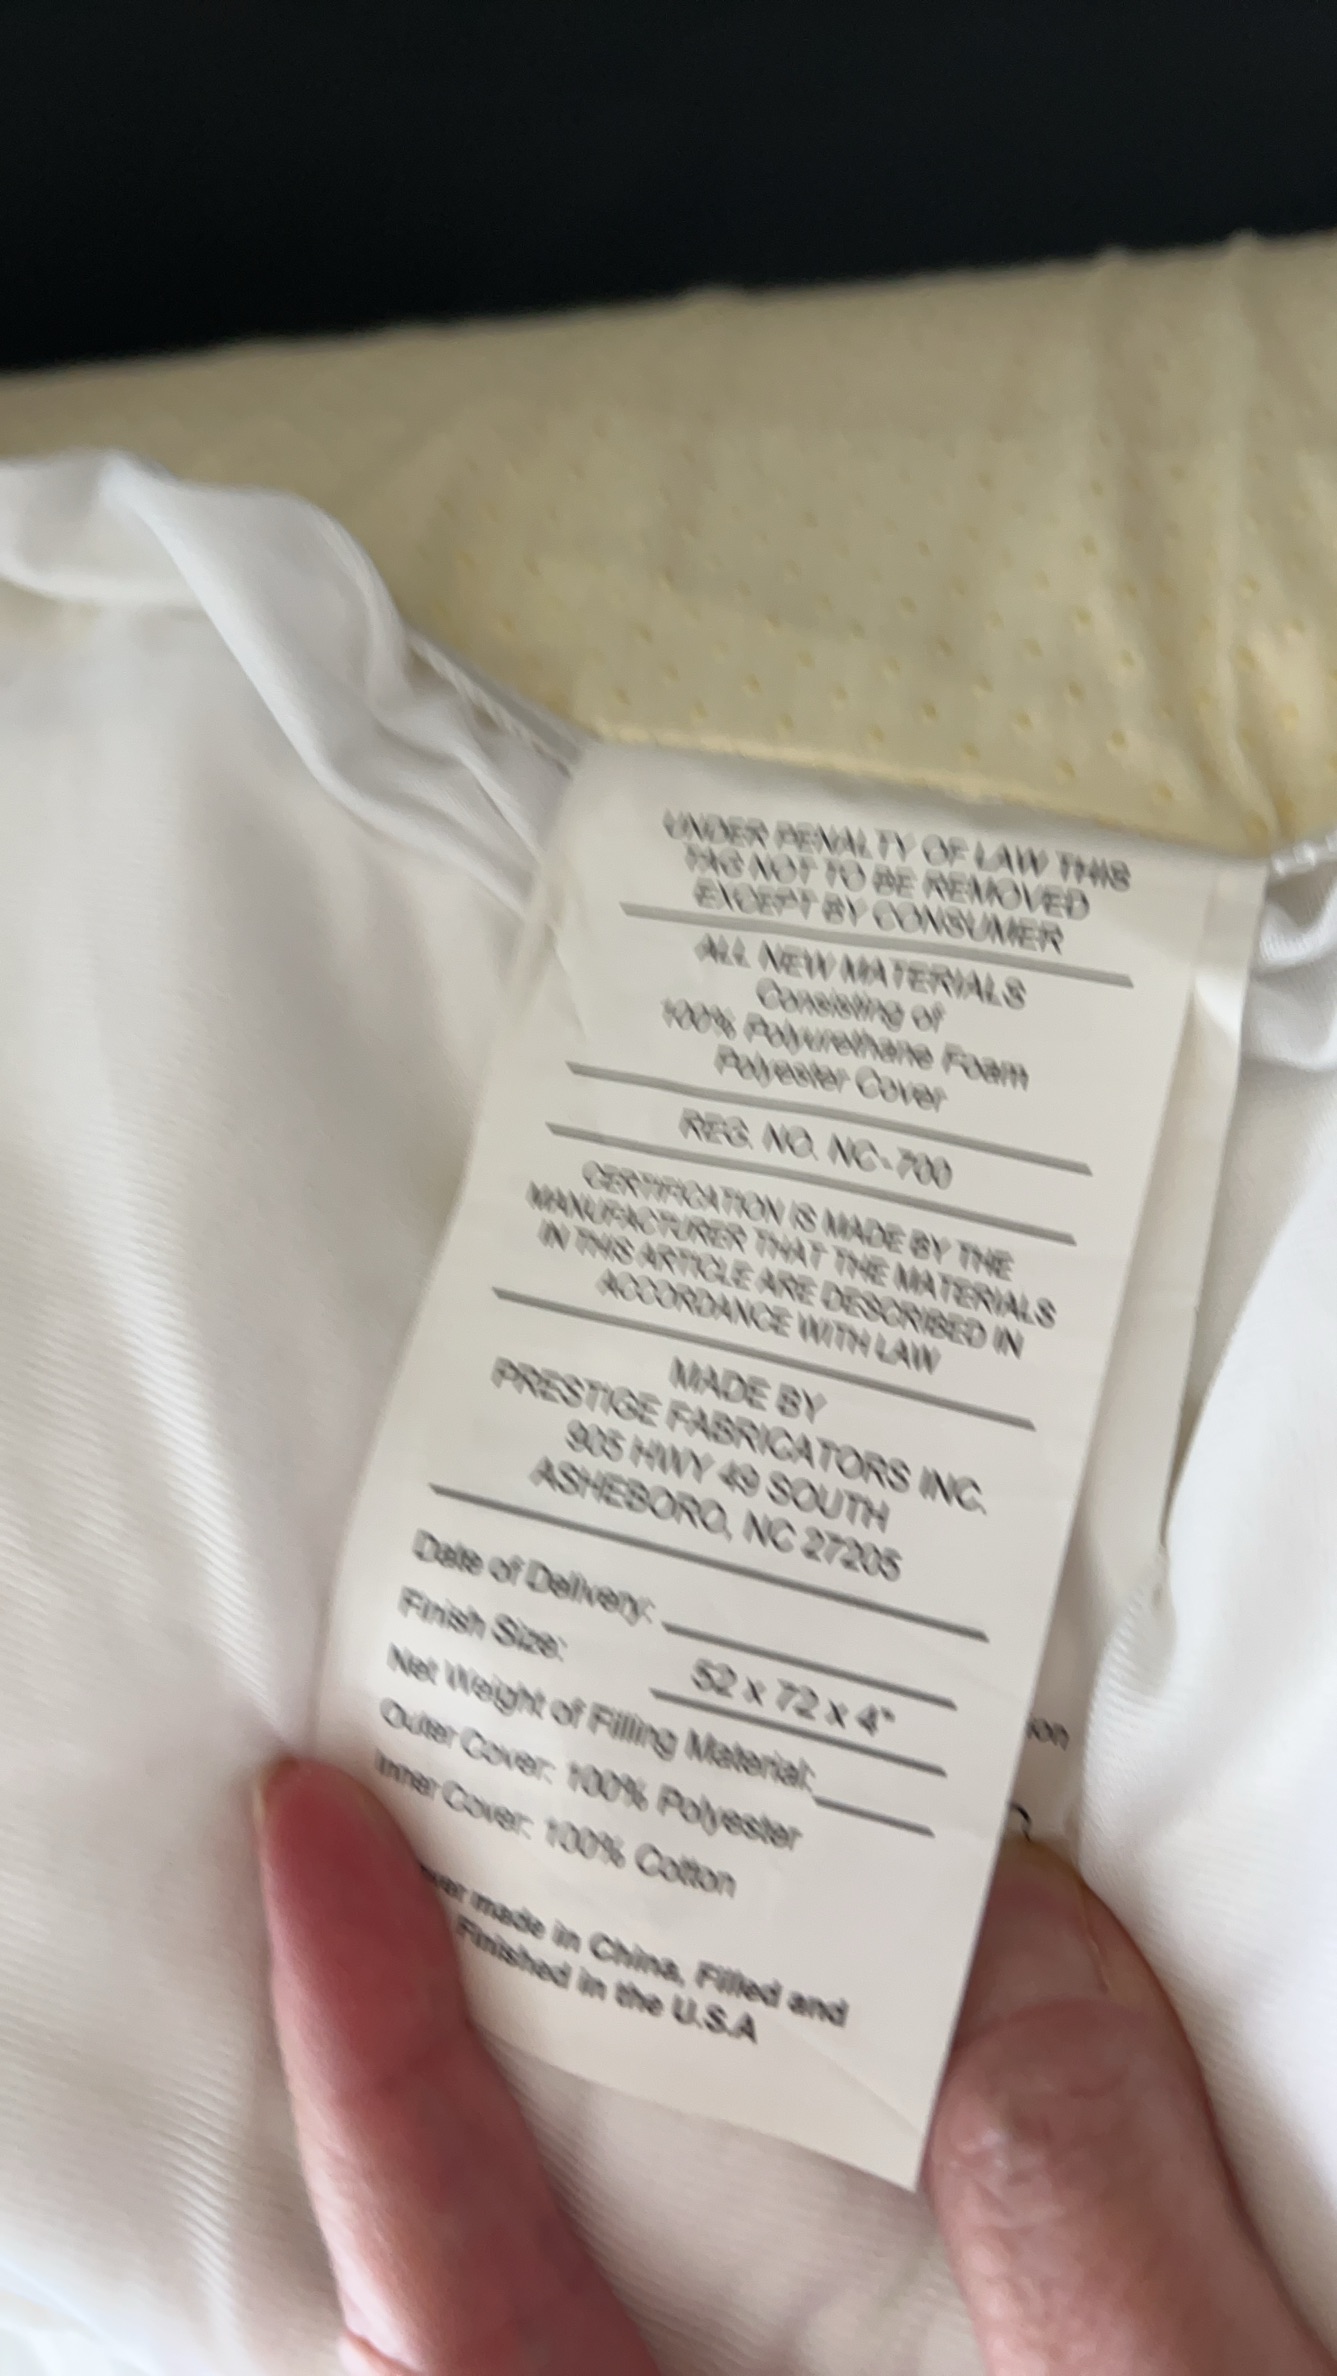 UNDER PENALTY OF LAW THIS
TAG NOT TO BE REMOVED
EXCEPT BY CONSUMER
ALL NEW MATERIALS
Consisting of
100% Polyurethane Foam
Polyester Cover
REG. NO. NC-700
CERTIFICATION IS MADE BY THE
MANUFACTURER THAT THE MATERIALS
IN THIS ARTICLE ARE DESCRIBED IN
ACCORDANCE WITH LAW
MADE BY
PRESTIGE FABRICATORS INC.
905 HWY 49 SOUTH
ASHEBORO, NC 27205
Date of Delivery:
Finish Size: 52 x 72 x 4"
Net Weight of Filling Material:
Outer Cover: 100% Polyester
Inner Cover: 100% Cotton
made in China, Filled and
Finished in the U.S.A